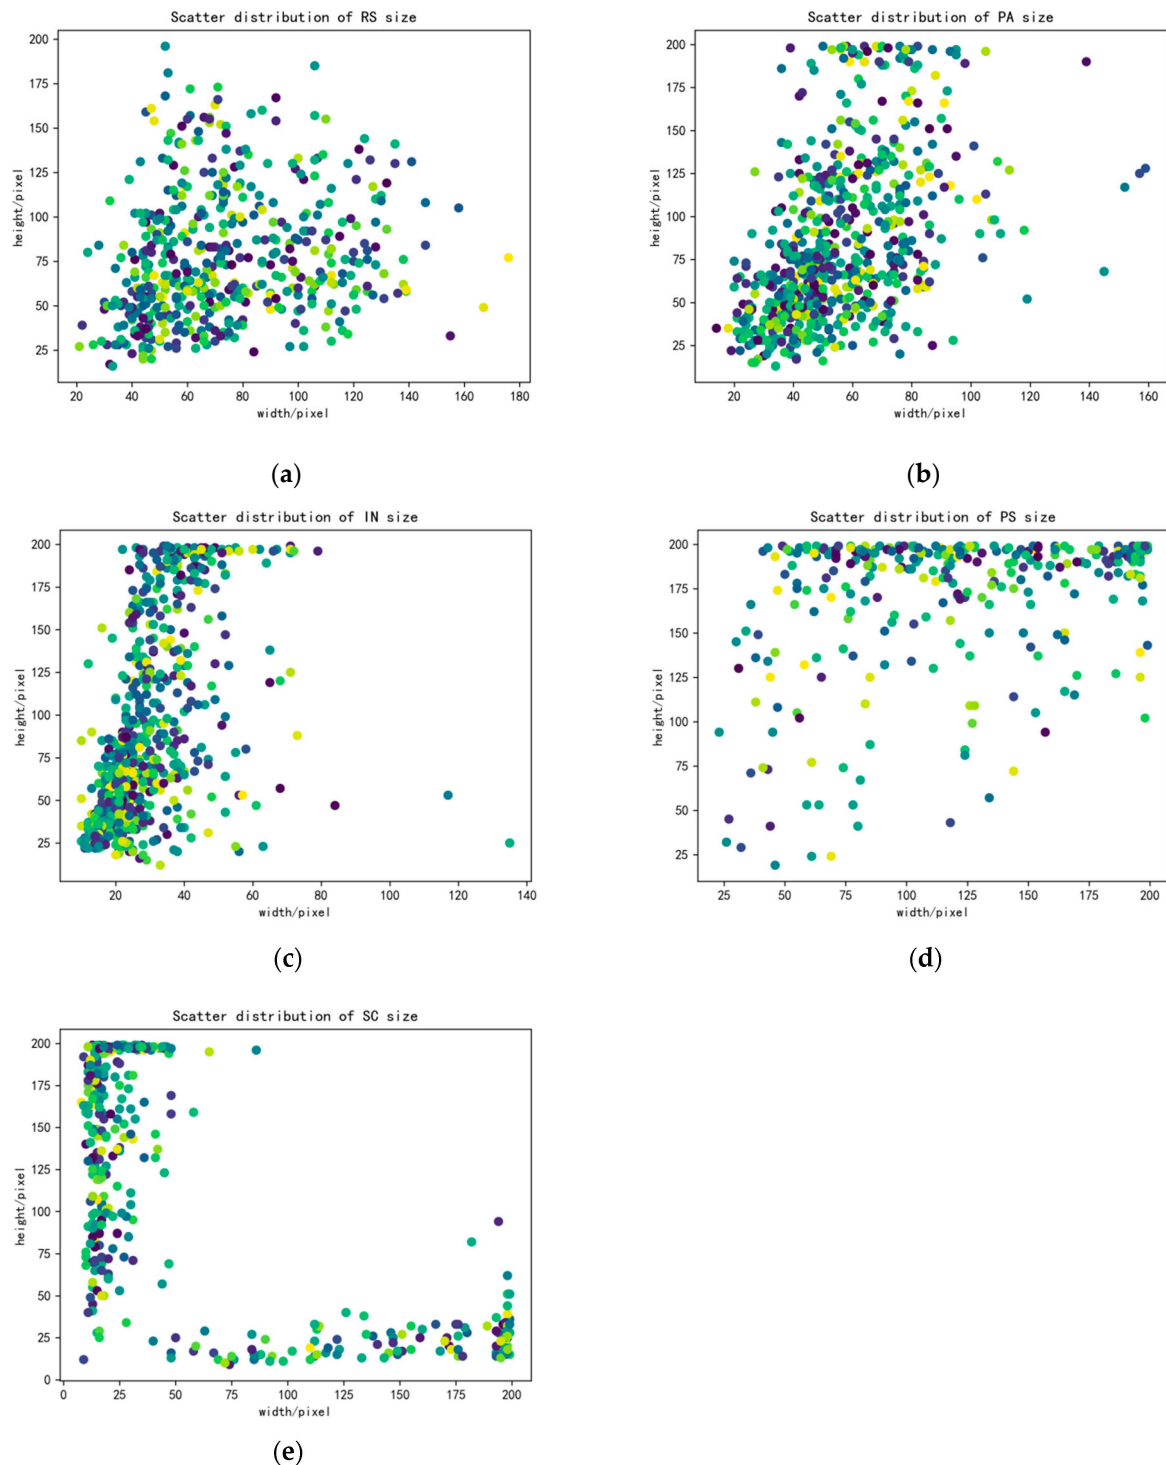 Scatter distribution of RS size
200
175
150
125
100
75
50
25
height/pixel
20 40 60 80 100 120 140 160 180
width/pixel
(a)
Scatter distribution of PA size
200
175
150
125
100
75
50
25
height/pixel
20 40 60 80 100 120 140 160
width/pixel
(b)
Scatter distribution of IN size
200
175
150
125
100
75
50
25
height/pixel
20 40 60 80 100 120 140
width/pixel
(c)
Scatter distribution of PS size
200
175
150
125
100
75
50
25
height/pixel
25 50 75 100 125 150 175 200
width/pixel
(d)
Scatter distribution of SC size
200
175
150
125
100
75
50
25
0
height/pixel
0 25 50 75 100 125 150 175 200
width/pixel
(e)